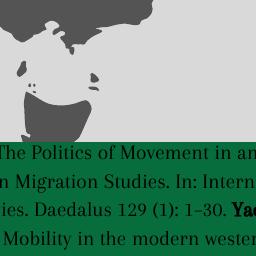 The Politics of Movement in an
n Migration Studies. In: Intern
ies. Daedalus 129 (1): 1–30. Yae
Mobility in the modern wester